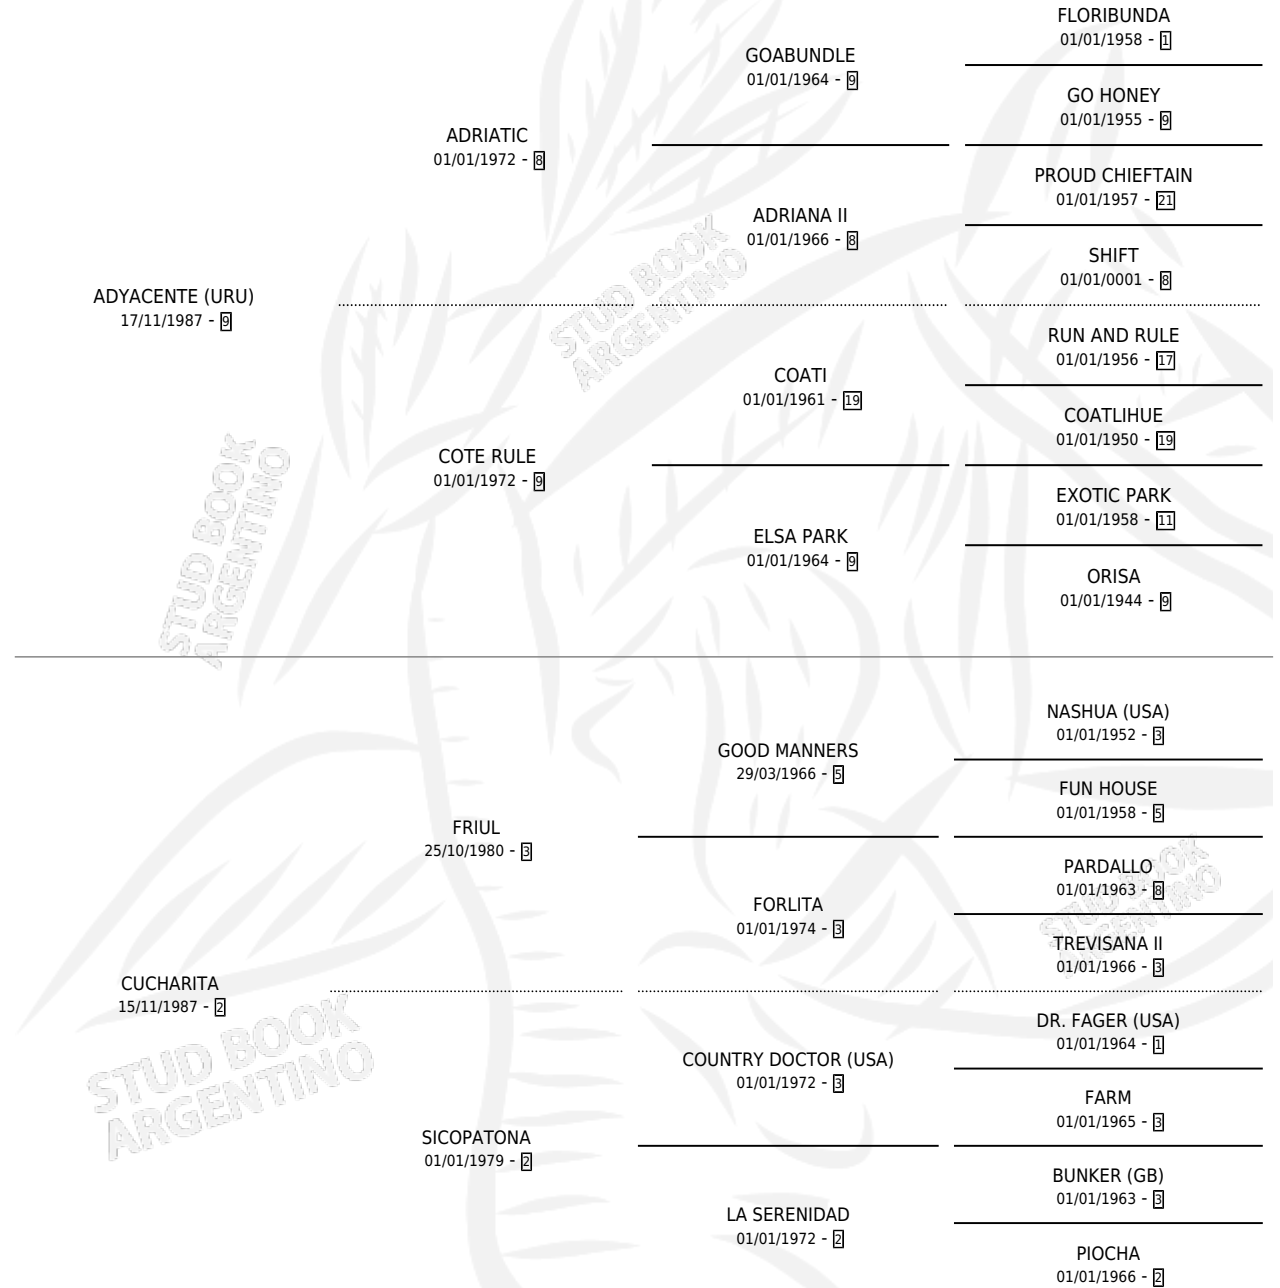 FLORIBUNDA
01/01/1958 - 1
GOABUNDLE
01/01/1964 - 9
GO HONEY
01/01/1955 - 9
ADRIATIC
01/01/1972 - 8
PROUD CHIEFTAIN
01/01/1957 - 21
ADRIANA II
01/01/1966 - 8
SHIFT
01/01/0001 - 8
ADYACENTE (URU)
17/11/1987 - 9
RUN AND RULE
01/01/1956 - 17
COATI
01/01/1961 - 19
COATLIHUE
01/01/1950 - 19
COTE RULE
01/01/1972 - 9
EXOTIC PARK
01/01/1958 - 11
ELSA PARK
01/01/1964 - 9
ORISA
01/01/1944 - 9
STUD BOOK
ARGENTINO
STUD BOOK
ARGENTINO
NASHUA (USA)
01/01/1952 - 3
GOOD MANNERS
29/03/1966 - 5
FUN HOUSE
01/01/1958 - 5
FRIUL
25/10/1980 - 3
PARDALLO
01/01/1963 - 8
FORLITA
01/01/1974 - 3
TREVISANA II
01/01/1966 - 3
STUD BOOK
ARGENTINO
CUCHARITA
15/11/1987 - 2
DR. FAGER (USA)
01/01/1964 - 1
COUNTRY DOCTOR (USA)
01/01/1972 - 3
FARM
01/01/1965 - 3
SICOPATONA
01/01/1979 - 2
BUNKER (GB)
01/01/1963 - 3
LA SERENIDAD
01/01/1972 - 2
PIOCHA
01/01/1966 - 2
STUD BOOK
ARGENTINO